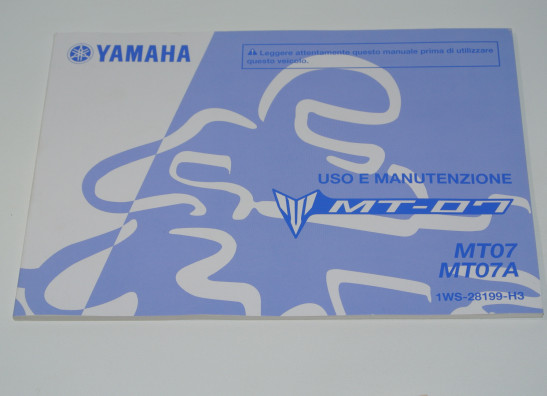 YAMAHA
⚠ Leggere attentamente questo manuale prima di utilizzare
questo veicolo.
USO E MANUTENZIONE
MT-07
MT07
MT07A
1WS-28199-H3